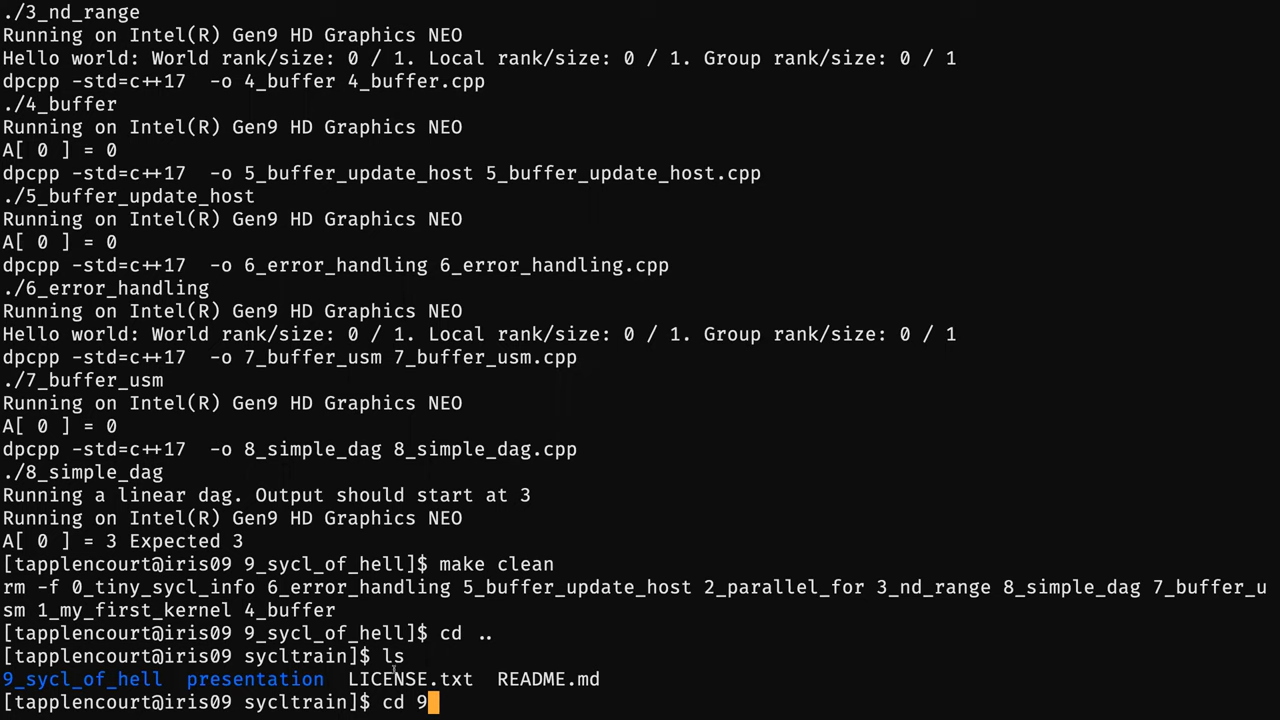 ./3_nd_range
Running on Intel(R) Gen9 HD Graphics NEO
Hello world: World rank/size: 0 / 1. Local rank/size: 0 / 1. Group rank/size: 0 / 1
dpcpp -std=c++17  -o 4_buffer 4_buffer.cpp
./4_buffer
Running on Intel(R) Gen9 HD Graphics NEO
A[ 0 ] = 0
dpcpp -std=c++17  -o 5_buffer_update_host 5_buffer_update_host.cpp
./5_buffer_update_host
Running on Intel(R) Gen9 HD Graphics NEO
A[ 0 ] = 0
dpcpp -std=c++17  -o 6_error_handling 6_error_handling.cpp
./6_error_handling
Running on Intel(R) Gen9 HD Graphics NEO
Hello world: World rank/size: 0 / 1. Local rank/size: 0 / 1. Group rank/size: 0 / 1
dpcpp -std=c++17  -o 7_buffer_usm 7_buffer_usm.cpp
./7_buffer_usm
Running on Intel(R) Gen9 HD Graphics NEO
A[ 0 ] = 0
dpcpp -std=c++17  -o 8_simple_dag 8_simple_dag.cpp
./8_simple_dag
Running a linear dag. Output should start at 3
Running on Intel(R) Gen9 HD Graphics NEO
A[ 0 ] = 3 Expected 3
[tapplencourt@iris09 9_sycl_of_hell]$ make clean
rm -f 0_tiny_sycl_info 6_error_handling 5_buffer_update_host 2_parallel_for 3_nd_range 8_simple_dag 7_buffer_u
sm 1_my_first_kernel 4_buffer
[tapplencourt@iris09 9_sycl_of_hell]$ cd ..
[tapplencourt@iris09 sycltrain]$ ls
9_sycl_of_hell  presentation  LICENSE.txt  README.md
[tapplencourt@iris09 sycltrain]$ cd 9